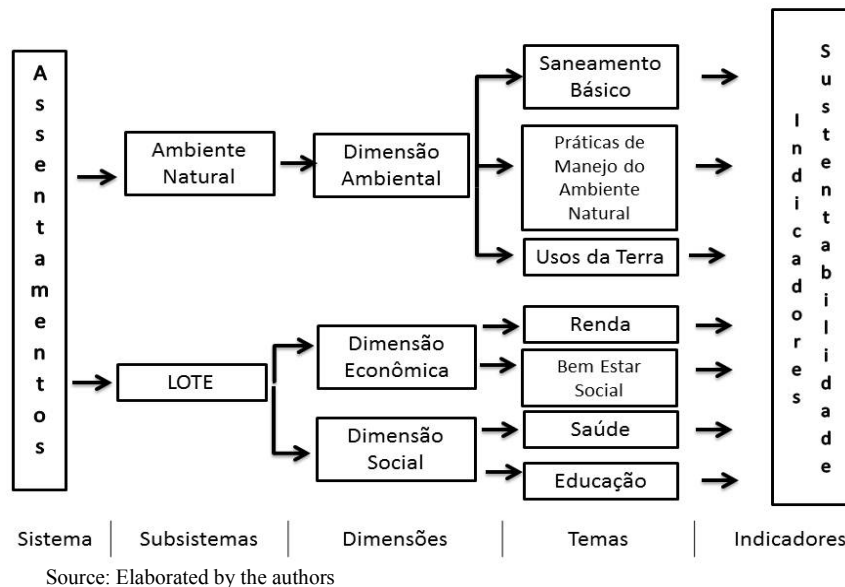 Assentamentos
Ambiente
Natural
LOTE
Dimensão
Ambiental
Dimensão
Econômica
Dimensão
Social
Saneamento
Básico
Práticas de
Manejo do
Ambiente
Natural
Usos da Terra
Renda
Bem Estar
Social
Saúde
Educação
Indicadores
Sustentabilidade
Sistema
Subsistemas
Dimensões
Temas
Indicadores
Source: Elaborated by the authors